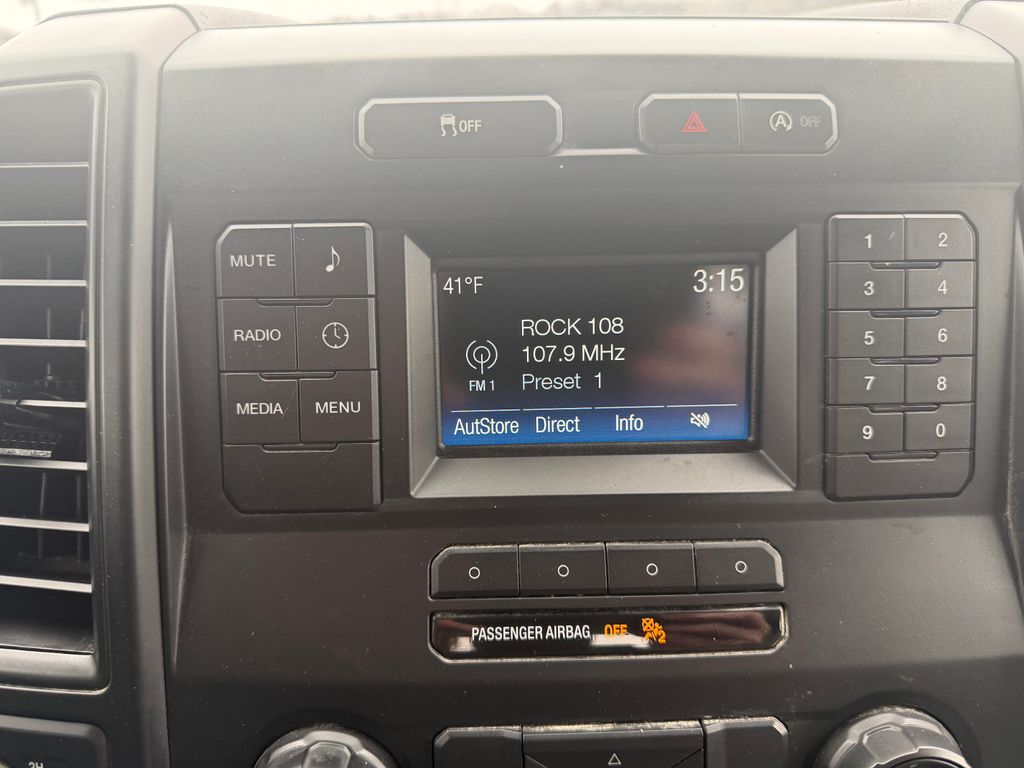 OFF
A OFF
MUTE
RADIO
MEDIA MENU
41°F 3:15
ROCK 108
107.9 MHz
FM 1 Preset 1
AutStore Direct Info
1 2
3 4
5 6
7 8
9 0
PASSENGER AIRBAG OFF 2